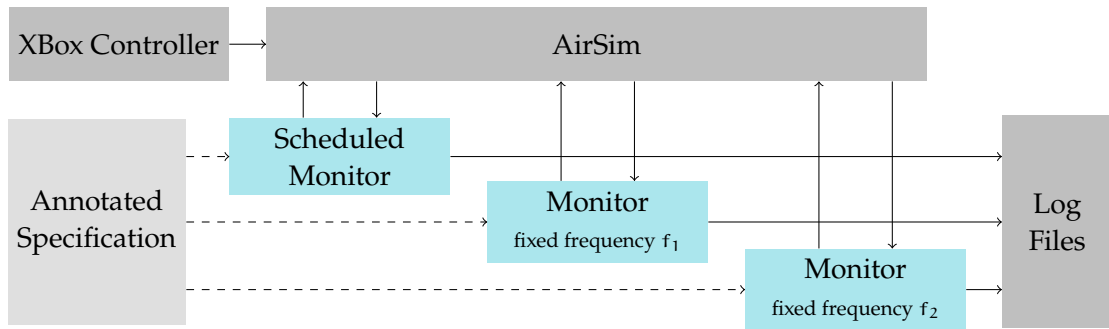 XBox Controller
AirSim
Scheduled
Monitor
Annotated
Specification
Monitor
fixed frequency f₁
Log
Files
Monitor
fixed frequency f₂